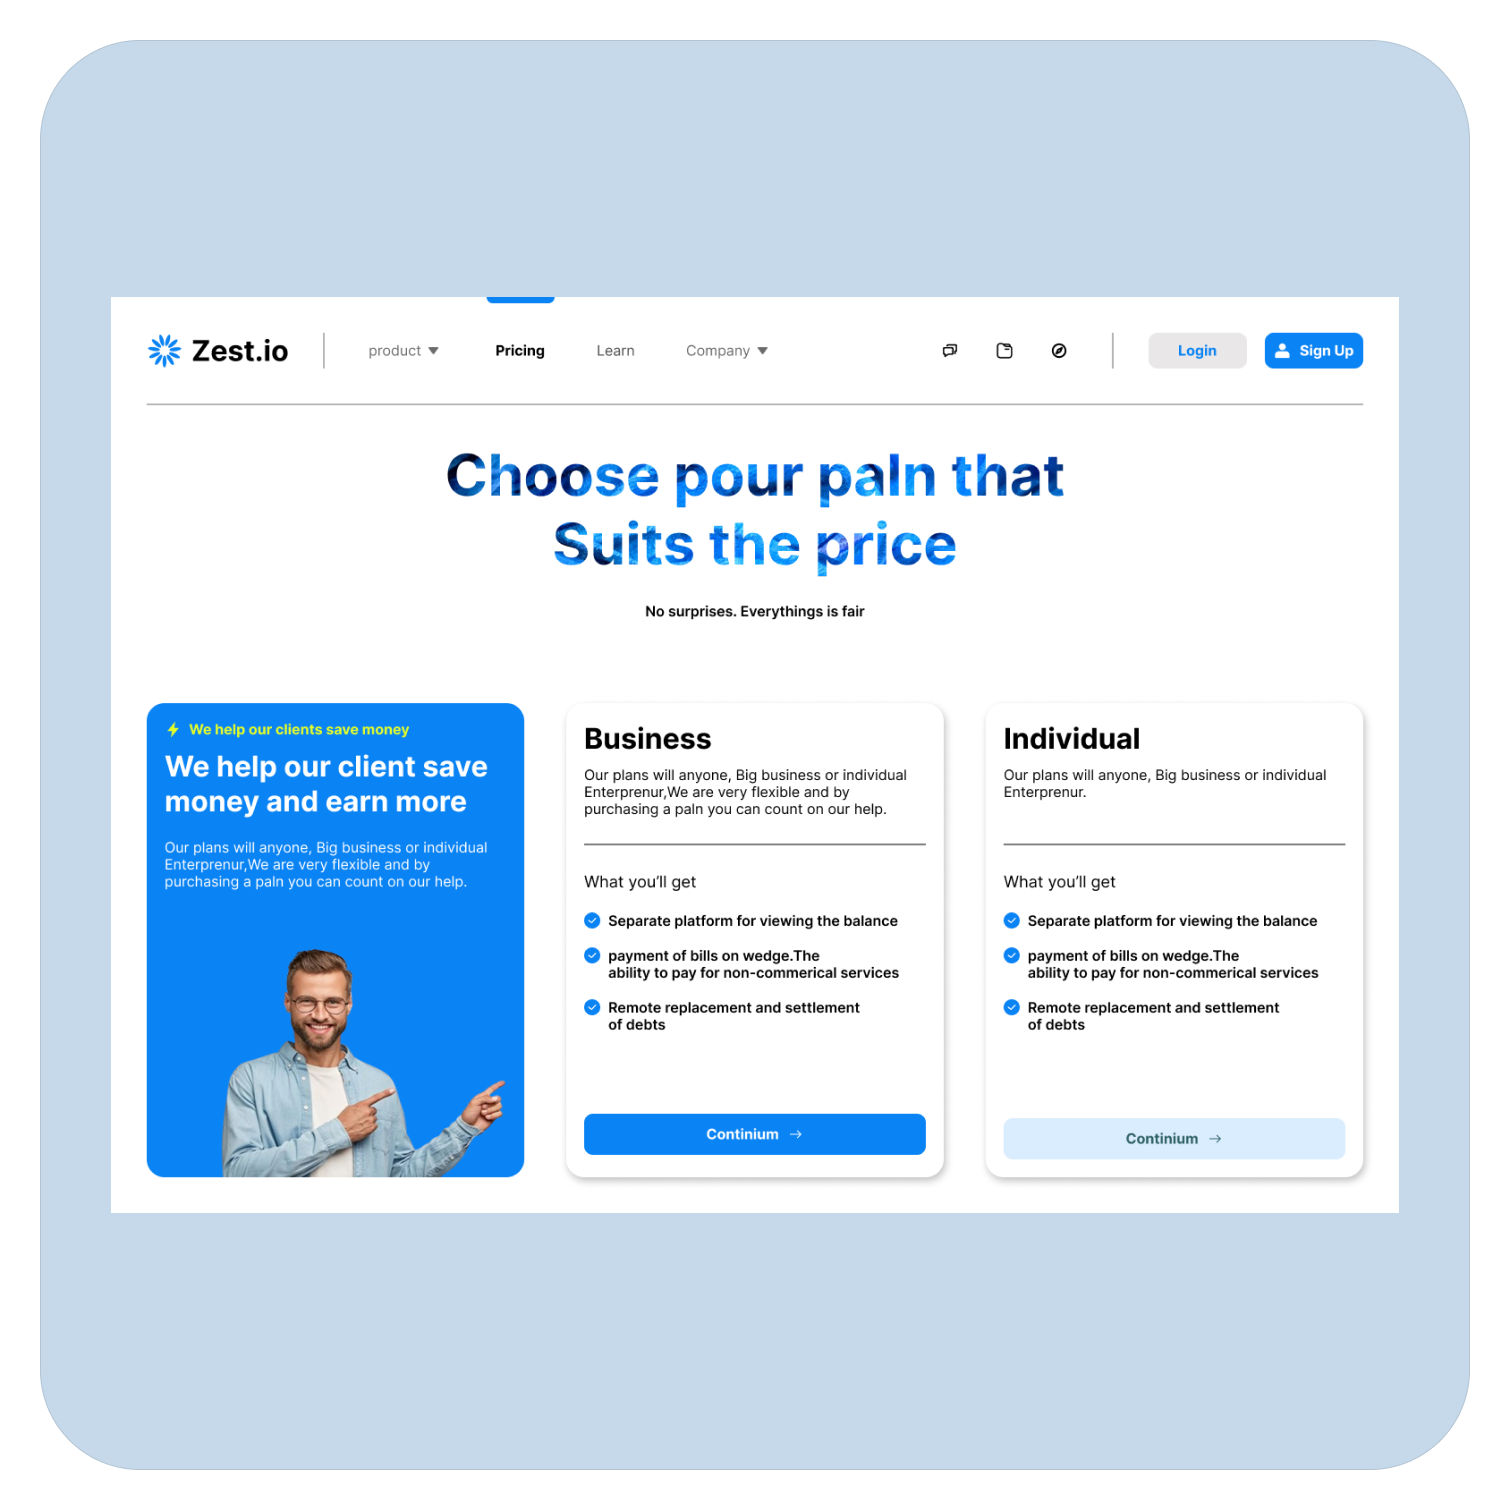 Zest.io
product
Pricing
Learn
Company
Login
Sign Up
Choose pour paln that
Suits the price
No surprises. Everythings is fair
We help our clients save money
We help our client save
money and earn more
Our plans will anyone, Big business or individual
Enterprenur,We are very flexible and by
purchasing a paln you can count on our help.
Business
Our plans will anyone, Big business or individual
Enterprenur,We are very flexible and by
purchasing a paln you can count on our help.
What you'll get
Separate platform for viewing the balance
payment of bills on wedge.The
ability to pay for non-commerical services
Remote replacement and settlement
of debts
Continium
Individual
Our plans will anyone, Big business or individual
Enterprenur.
What you'll get
Separate platform for viewing the balance
payment of bills on wedge.The
ability to pay for non-commerical services
Remote replacement and settlement
of debts
Continium